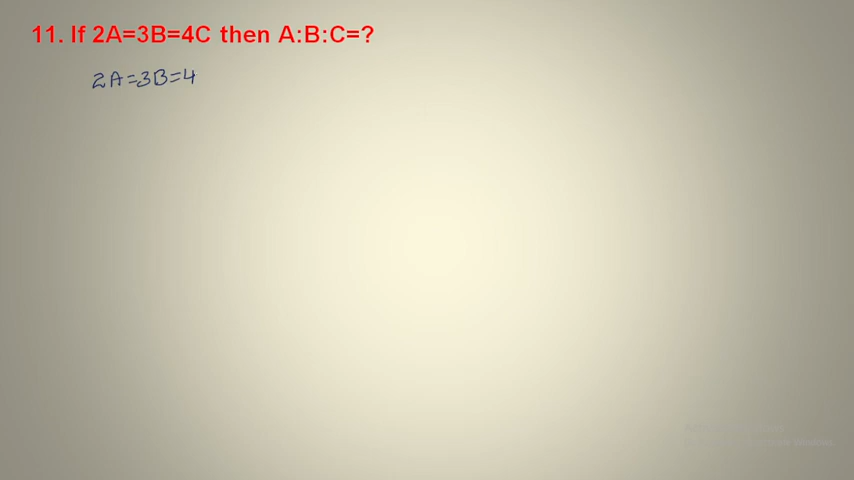 11. If 2A=3B=4C then A:B:C=?
2A=3B=4